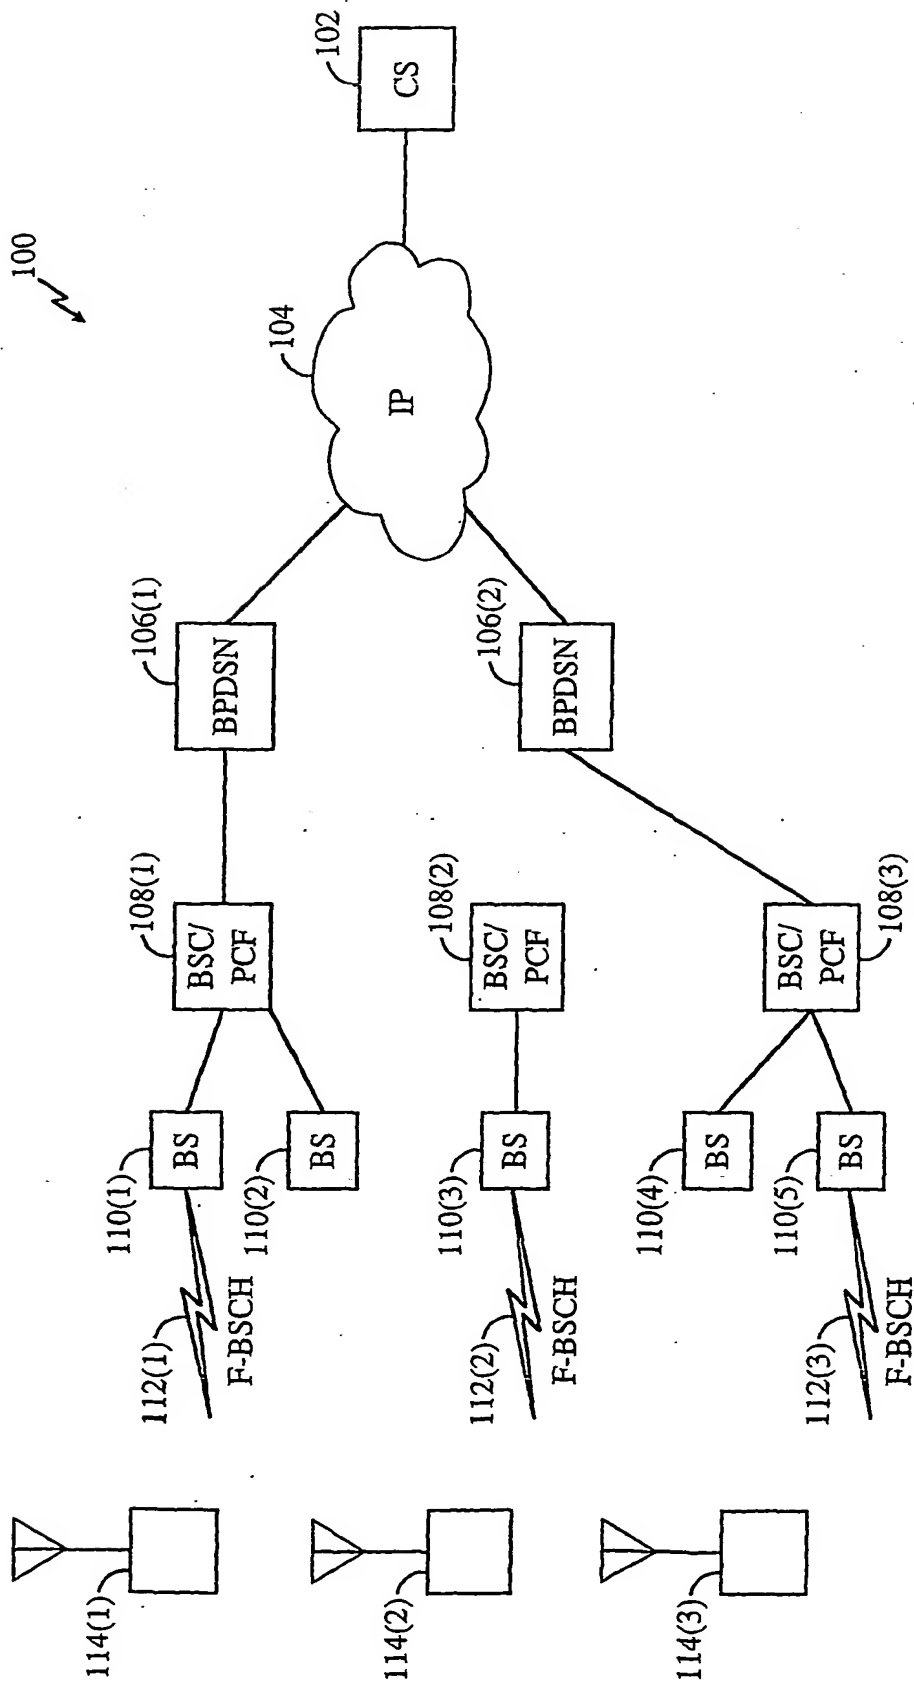 100
102
CS
104
IP
106(1)
BPDSN
106(2)
BPDSN
108(1)
BSC/
PCF
108(2)
BSC/
PCF
108(3)
BSC/
PCF
110(1)
BS
110(2)
BS
110(3)
BS
110(4)
BS
110(5)
BS
112(1)
F-BSCH
112(2)
F-BSCH
112(3)
F-BSCH
114(1)
114(2)
114(3)